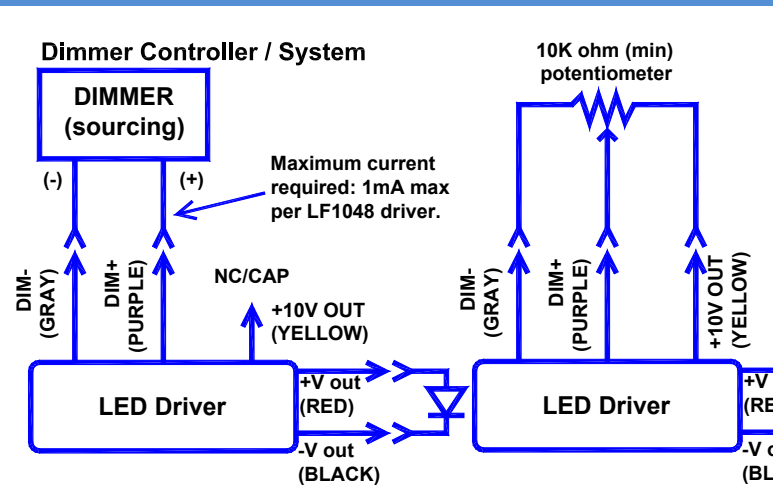 Dimmer Controller / System
DIMMER
(sourcing)
(-)
(+)
Maximum current
required: 1mA max
per LF1048 driver.
DIM-
(GRAY)
DIM+
(PURPLE)
NC/CAP
+10V OUT
(YELLOW)
LED Driver
+V out
(RED)
-V out
(BLACK)
10K ohm (min)
potentiometer
DIM-
(GRAY)
DIM+
(PURPLE)
+10V OUT
(YELLOW)
LED Driver
+V
(RE
-V o
(BL